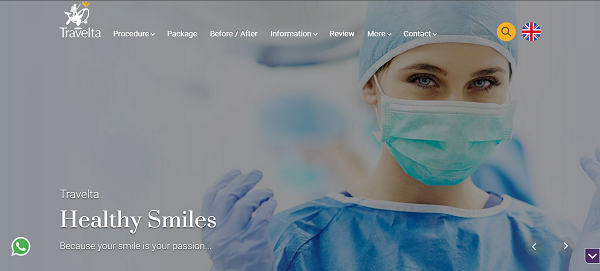 Travelta
Procedure Package Before / After Information Review More Contact
Travelta
Healthy Smiles
Because your smile is your passion...